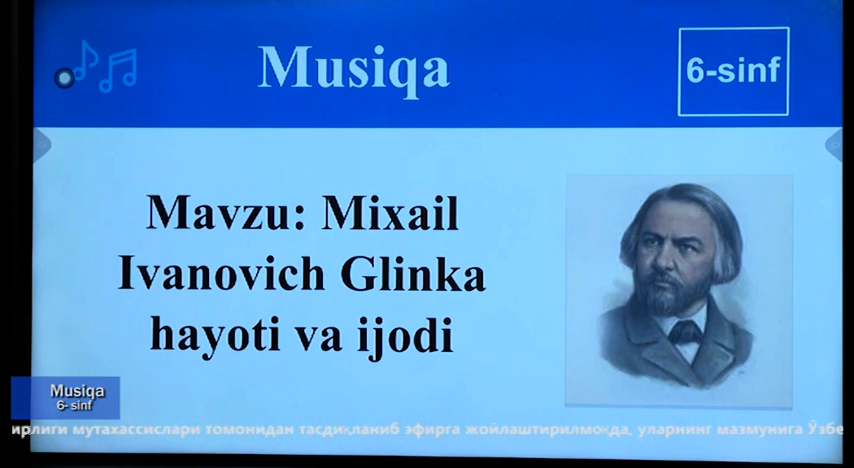 Musiqa
6-sinf
Mavzu: Mixail
Ivanovich Glinka
hayoti va ijodi
Musiqa
6- sinf
ирлиги мутахассислари томонидан тасдиқланиб эфирга жойлаштирилмоқда, уларнинг мазмунига Ўзбе